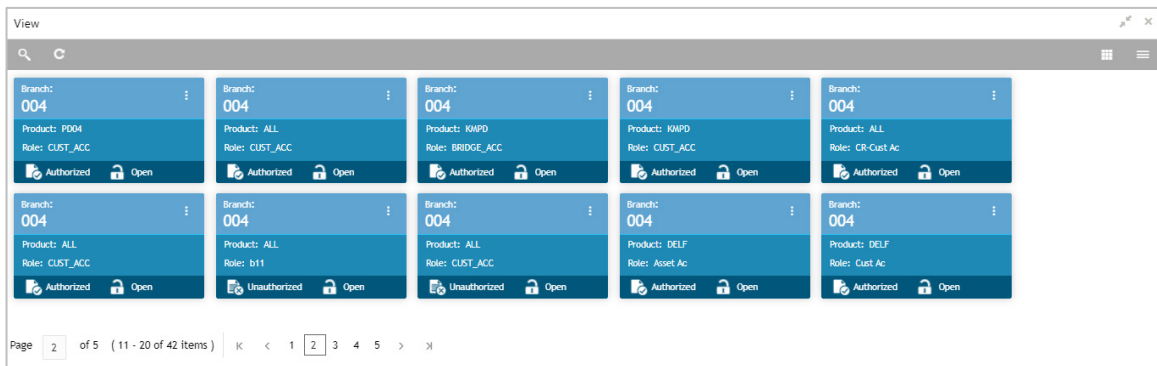 View
Branch:
004
Product: PD04
Role: CUST_ACC
Authorized Open
Branch:
004
Product: ALL
Role: CUST_ACC
Authorized Open
Branch:
004
Product: KMPD
Role: BRIDGE_ACC
Authorized Open
Branch:
004
Product: KMPD
Role: CUST_ACC
Authorized Open
Branch:
004
Product: ALL
Role: CR-Cust Ac
Authorized Open
Branch:
004
Product: ALL
Role: CUST_ACC
Authorized Open
Branch:
004
Product: ALL
Role: b11
Unauthorized Open
Branch:
004
Product: ALL
Role: CUST_ACC
Unauthorized Open
Branch:
004
Product: DELF
Role: Asset Ac
Authorized Open
Branch:
004
Product: DELF
Role: Cust Ac
Authorized Open
Page 2 of 5 (11 - 20 of 42 items) 1 2 3 4 5